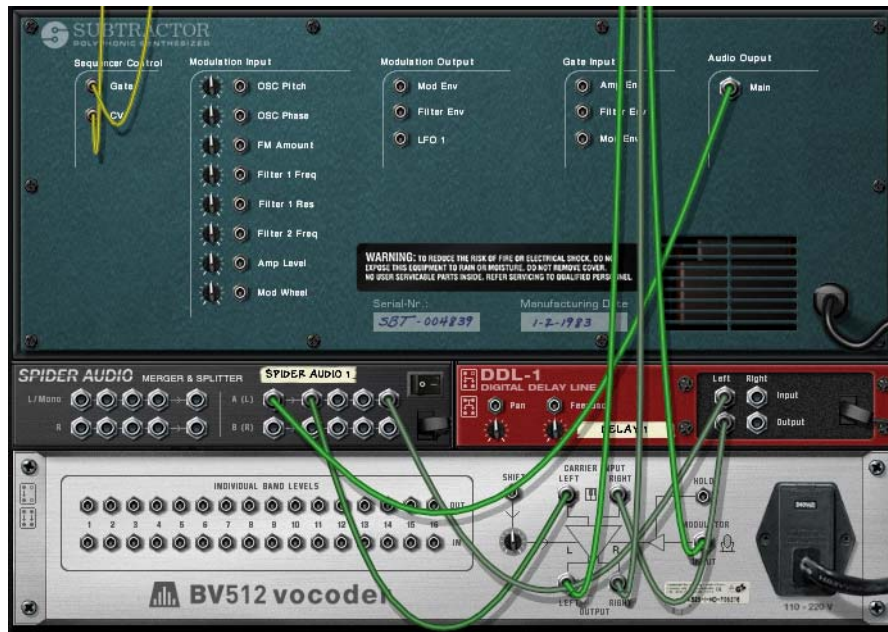 SUBTRACTOR
POLYPHONIC SYNTHESIZER
Sequencer Control
Gate
CV
Modulation Input
OSC Pitch
OSC Phase
FM Amount
Filter 1 Freq
Filter 1 Res
Filter 2 Freq
Amp Level
Mod Wheel
Modulation Output
Mod Env
Filter Env
LFO 1
Gate Input
Amp En
Filter Env
Mod Env
Audio Ouput
Main
WARNING: TO REDUCE THE RISK OF FIRE OR ELECTRICAL SHOCK, DO NO
EXPOSE THIS EQUIPMENT TO RAIN OR MOISTURE. DO NOT REMOVE COVER.
NO USER SERVICABLE PARTS INSIDE. REFER SERVICING TO QUALIFIED PERSONNEL.
Serial-Nr.:
SBT-004839
Manufacturing Date
1-2-1983
SPIDER AUDIO MERGER & SPLITTER
SPIDER AUDIO 1
L/Mono
R
A (L)
B (R)
DDL-1
DIGITAL DELAY LINE
Pan
DELAY 1
Left Right
Input
Output
INDIVIDUAL BAND LEVELS
OUT
1 2 3 4 5 6 7 8 9 10 11 12 13 14 15 16
IN
BV512 vocoder
SHIFT
CARRIER INPUT
LEFT RIGHT
HOLD
MODULATOR
INPUT
L R
LEFT RIGHT
OUTPUT
110 - 220 V